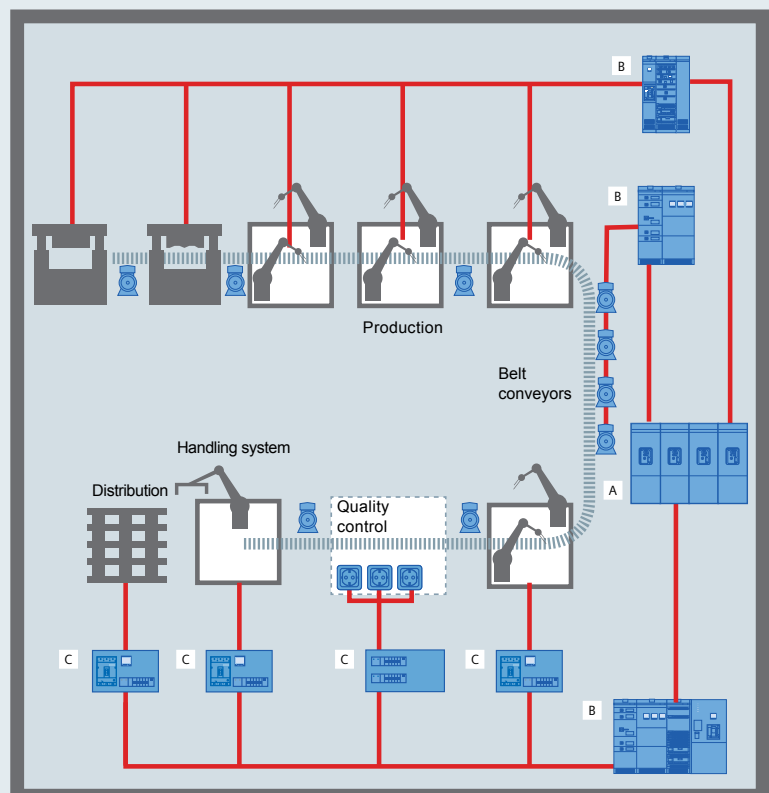 B
B
Production
Belt
conveyors
Handling system
A
Distribution
Quality
control
C
C
C
C
B